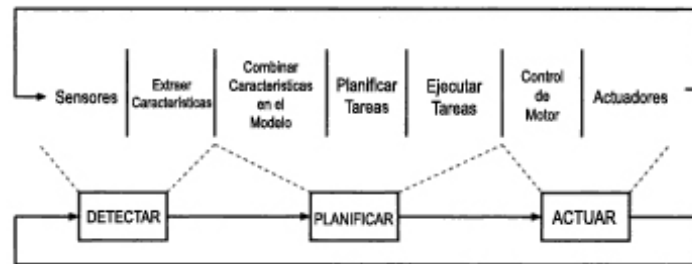 Sensores
Extraer
Características
Combinar
Características
en el
Modelo
Planificar
Tareas
Ejecutar
Tareas
Control
de
Motor
Actuadores
DETECTAR
PLANIFICAR
ACTUAR